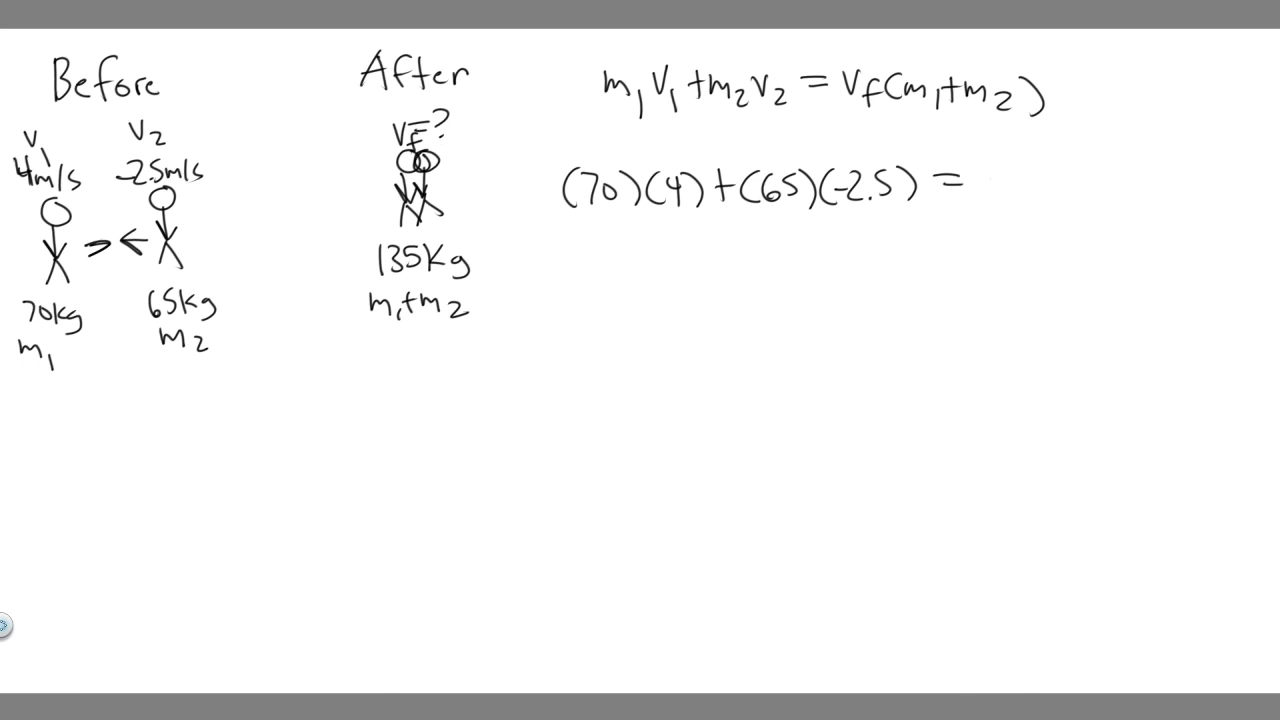 Before
v₁ v₂
4m/s -2.5m/s
70kg 65kg
m₁ m₂
After
vf?
135kg
m₁+m₂
m₁v₁+m₂v₂=vf(m₁+m₂)
(70)(4)+(65)(-2.5)=